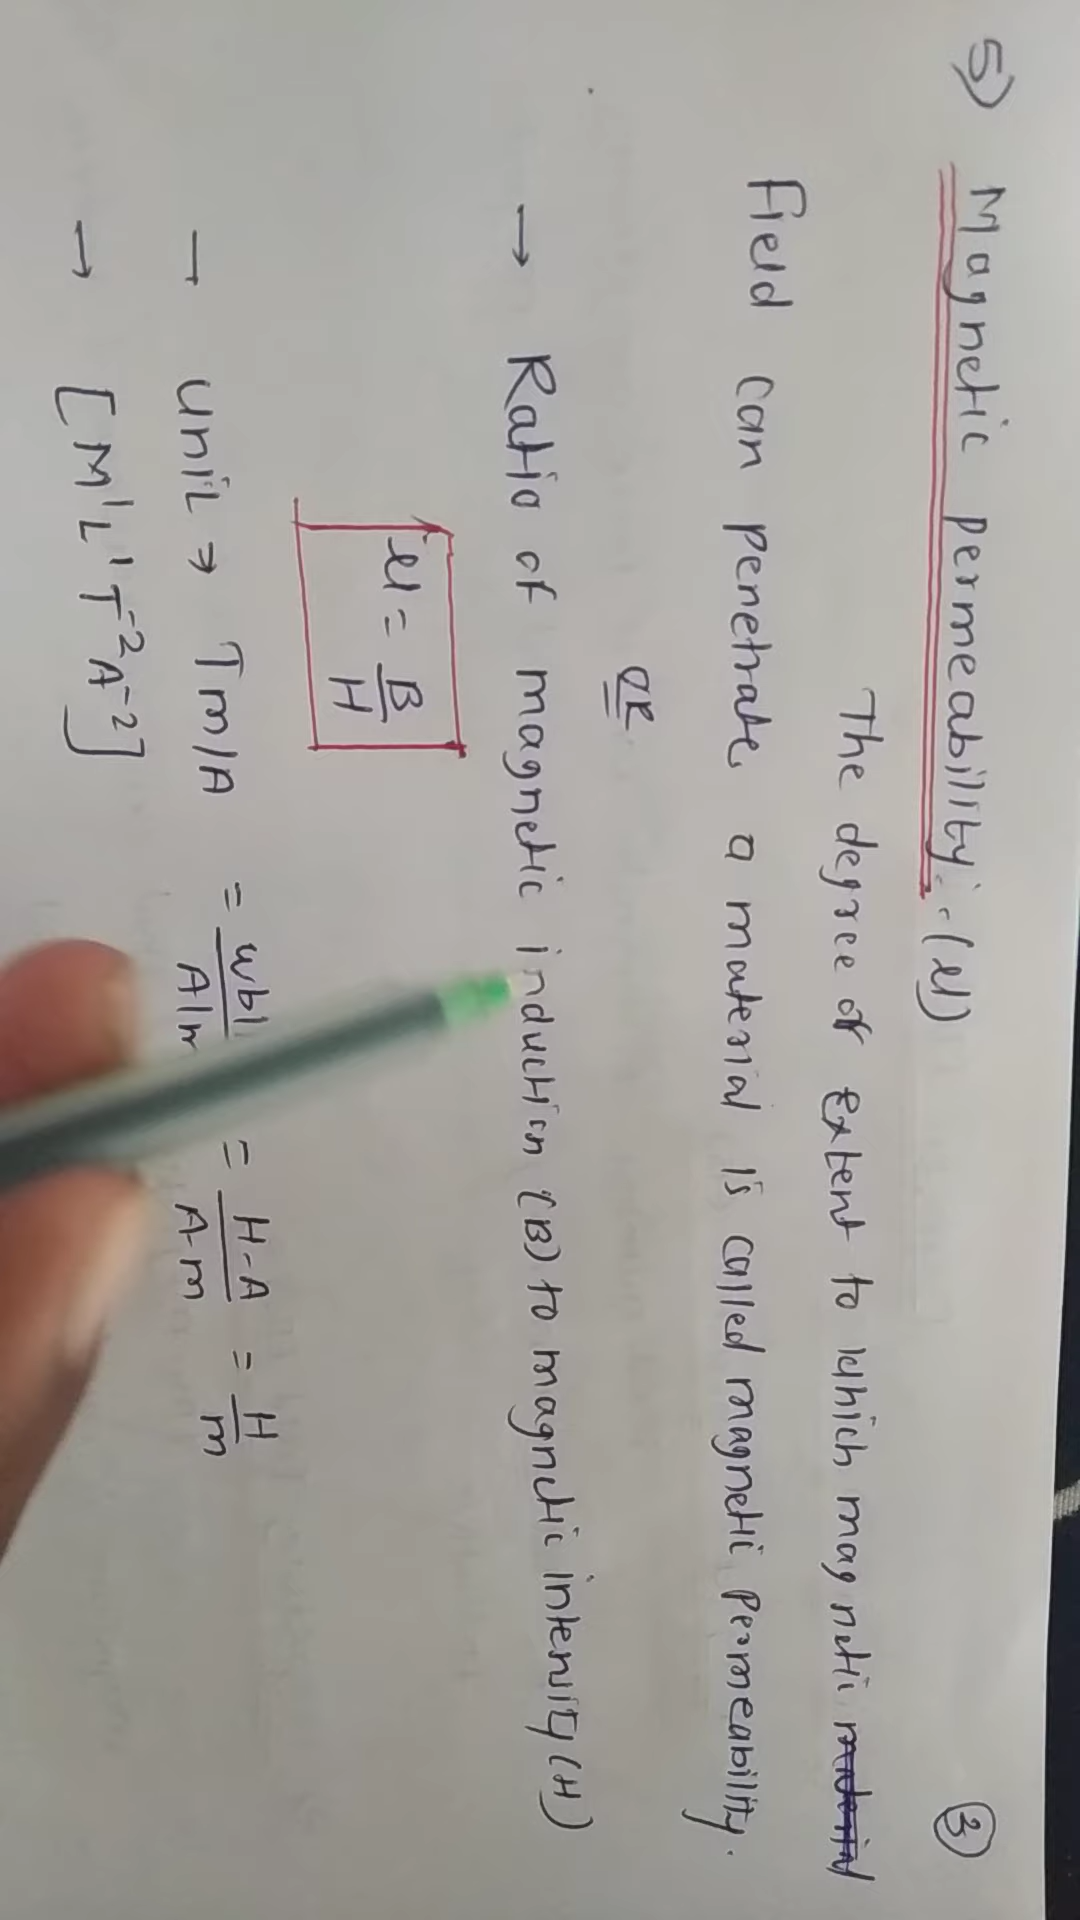 5) Magnetic permeability :- (μ) ③
The degree of extent to which magnetic
Field can penetrate a material is called magnetic permeability.
OR
→ Ratio of magnetic induction (B) to magnetic intensity (H)
μ = B/H
→ unit → Tm/A = wb/A/m = H-A/A-m = H/m
→ [M¹L¹T⁻²A⁻²]